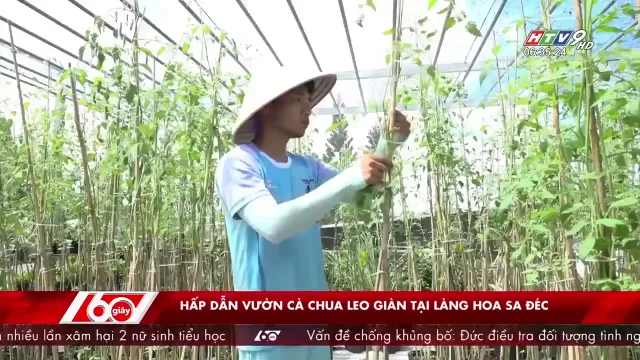 HTV9 HD
06:35:24
60 giây
HẤP DẪN VƯỜN CÀ CHUA LEO GIÀN TẠI LÀNG HOA SA ĐÉC
nhiều lần xâm hại 2 nữ sinh tiểu học 60 Vấn đề chống khủng bố: Đức điều tra đối tượng tình ng